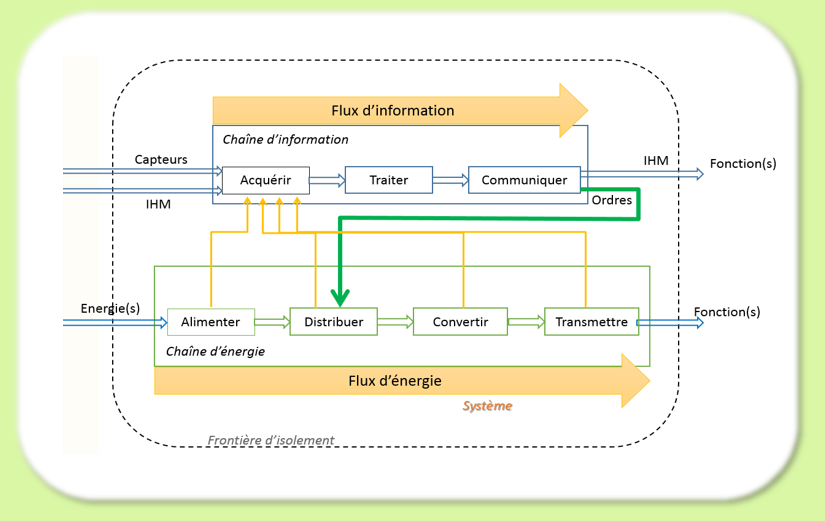 Flux d’information
Chaîne d’information
Capteurs
IHM
Fonction(s)
Acquérir
Traiter
Communiquer
IHM
Ordres
Energie(s)
Fonction(s)
Alimenter
Distribuer
Convertir
Transmettre
Chaîne d’énergie
Flux d’énergie
Système
Frontière d’isolement